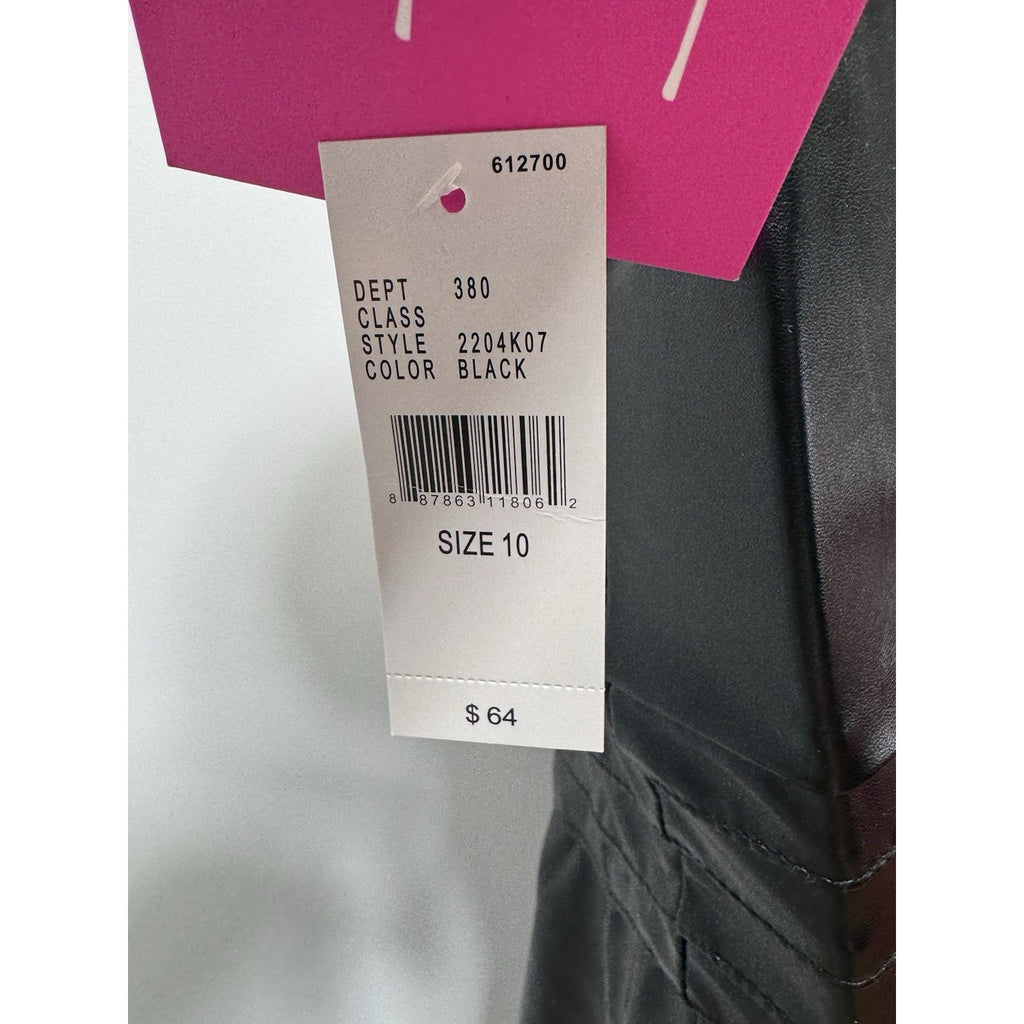 612700
DEPT 380
CLASS
STYLE 2204K07
COLOR BLACK
8 87863 11806 2
SIZE 10
$ 64